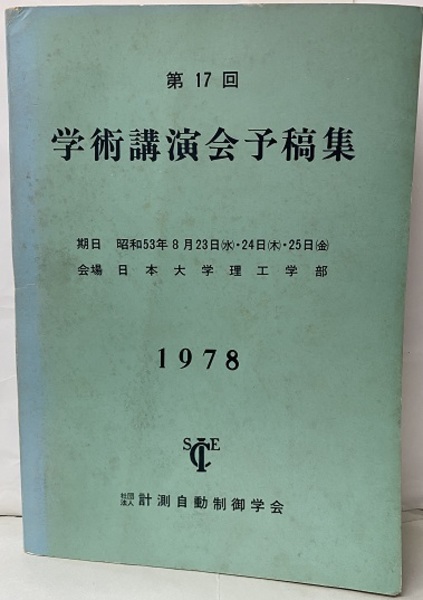 第 17 回
学術講演会予稿集
期日 昭和53年8月23日㈬・24日㈭・25日㈮
会場 日本大学理工学部
1978
SICE
社団法人 計測自動制御学会